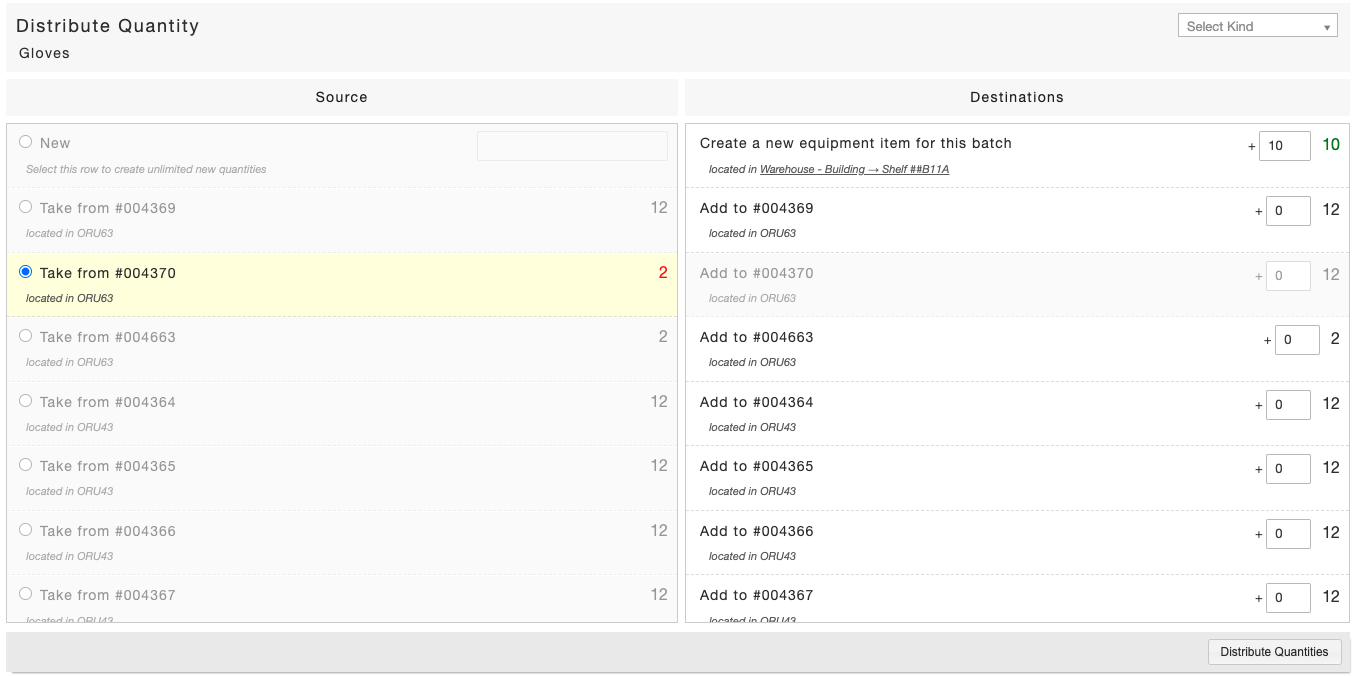 Distribute Quantity
Select Kind
Gloves
Source
New
Select this row to create unlimited new quantities
Take from #004369 12
located in ORU63
Take from #004370 2
located in ORU63
Take from #004663 2
located in ORU63
Take from #004364 12
located in ORU43
Take from #004365 12
located in ORU43
Take from #004366 12
located in ORU43
Take from #004367 12
located in ORU43
Destinations
Create a new equipment item for this batch + 10 10
located in Warehouse - Building → Shelf ##B11A
Add to #004369 + 0 12
located in ORU63
Add to #004370 + 0 12
located in ORU63
Add to #004663 + 0 2
located in ORU63
Add to #004364 + 0 12
located in ORU43
Add to #004365 + 0 12
located in ORU43
Add to #004366 + 0 12
located in ORU43
Add to #004367 + 0 12
located in ORU43
Distribute Quantities